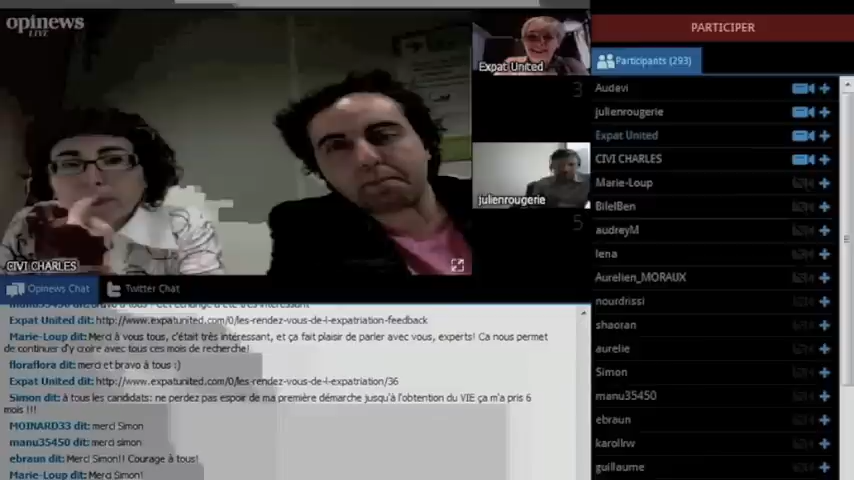 opinews
LIVE
Expat United
3
julienrougerie
5
CIVI CHARLES
Opinews Chat
Twitter Chat
Expat United dit: http://www.expatunited.com/0/les-rendez-vous-de-l-expatriation-feedback
Marie-Loup dit: Merci à vous tous, c'était très intéressant, et ça fait plaisir de parler avec vous, experts! Ca nous permet
de continuer d'y croire avec tous ces mois de recherche!
floraflora dit: merci et bravo à tous :)
Expat United dit: http://www.expatunited.com/0/les-rendez-vous-de-l-expatriation/36
Simon dit: à tous les candidats: ne perdez pas espoir de ma première démarche jusqu'à l'obtention du VIE ça m'a pris 6
mois !!!
MOINARD33 dit: merci Simon
manu35450 dit: merci simon
ebraun dit: Merci Simon!! Courage à tous!
Marie-Loup dit: Merci Simon!
PARTICIPER
Participants (293)
Audevi
julienrougerie
Expat United
CIVI CHARLES
Marie-Loup
BilelBen
audreyM
lena
Aurelien_MORAUX
nourdrissi
shaoran
aurelie
Simon
manu35450
ebraun
karollrw
guillaume